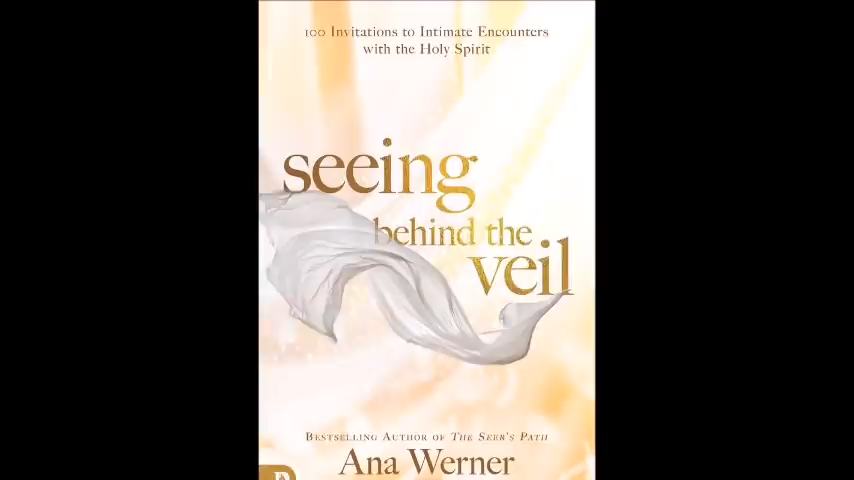 100 Invitations to Intimate Encounters
with the Holy Spirit
seeing
behind the
veil
Bestselling Author of The Seer's Path
Ana Werner